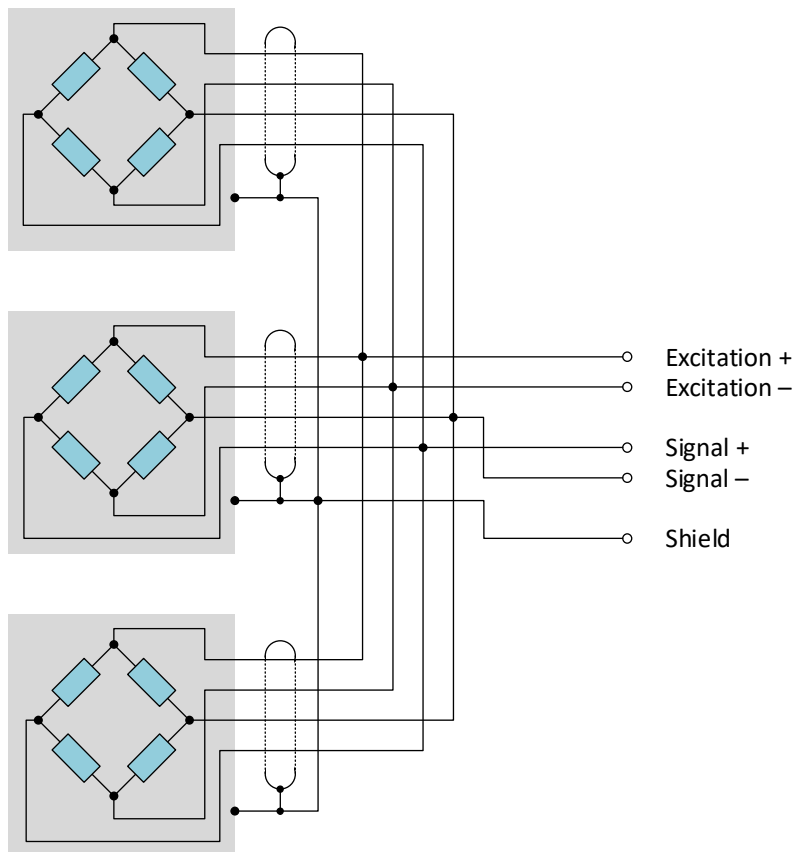 Excitation +
Excitation –
Signal +
Signal –
Shield